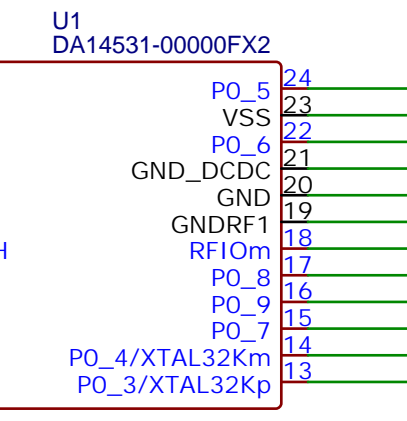 U1
DA14531-00000FX2
P0_5 24
VSS 23
P0_6 22
GND_DCDC 21
GND 20
GNDRF1 19
H RFIOm 18
P0_8 17
P0_9 16
P0_7 15
P0_4/XTAL32Km 14
P0_3/XTAL32Kp 13